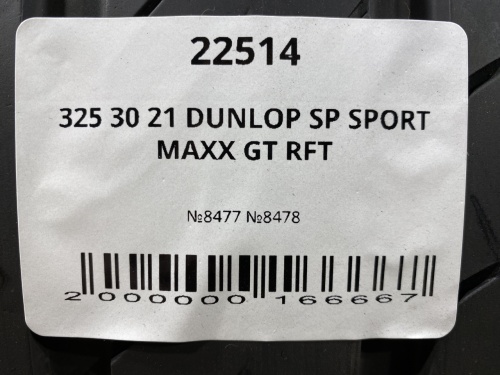 22514
325 30 21 DUNLOP SP SPORT
MAXX GT RFT
№8477 №8478
2 000000 166667